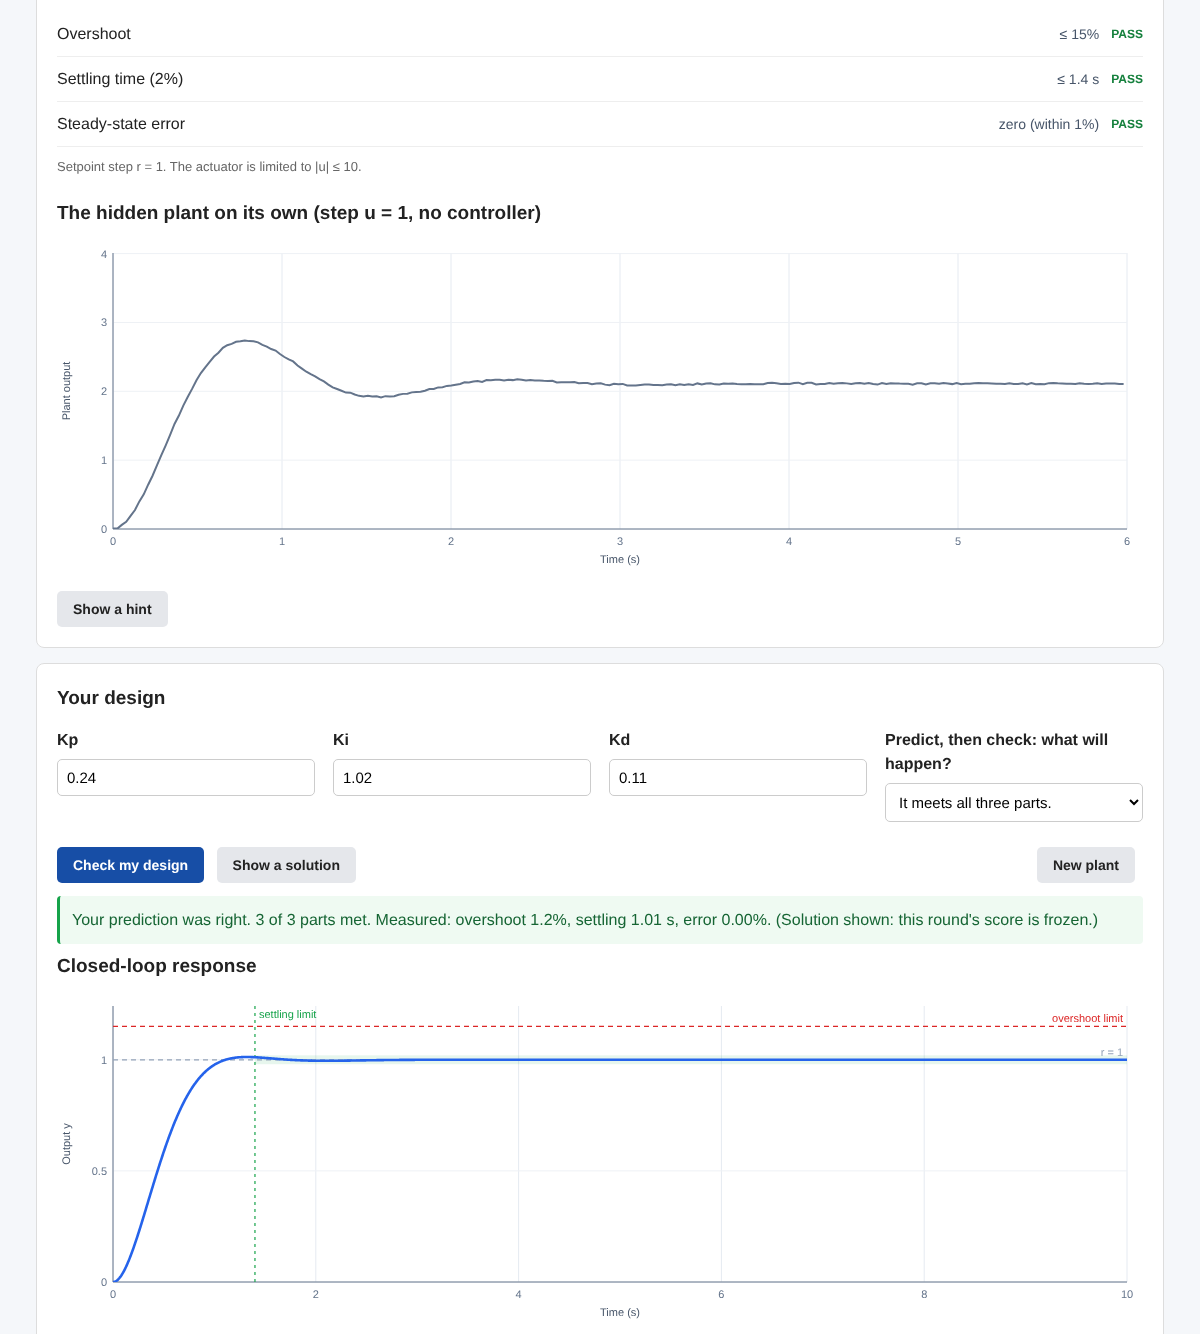 Overshoot ≤ 15% PASS
Settling time (2%) ≤ 1.4 s PASS
Steady-state error zero (within 1%) PASS
Setpoint step r = 1. The actuator is limited to |u| ≤ 10.
The hidden plant on its own (step u = 1, no controller)
4
3
2
1
0
Plant output
0 1 2 3 4 5 6
Time (s)
Show a hint
Your design
Kp Ki Kd Predict, then check: what will
happen?
0.24 1.02 0.11
It meets all three parts.
Check my design Show a solution New plant
Your prediction was right. 3 of 3 parts met. Measured: overshoot 1.2%, settling 1.01 s, error 0.00%. (Solution shown: this round's score is frozen.)
Closed-loop response
settling limit
overshoot limit
r = 1
1
0.5
0
Output y
0 2 4 6 8 10
Time (s)